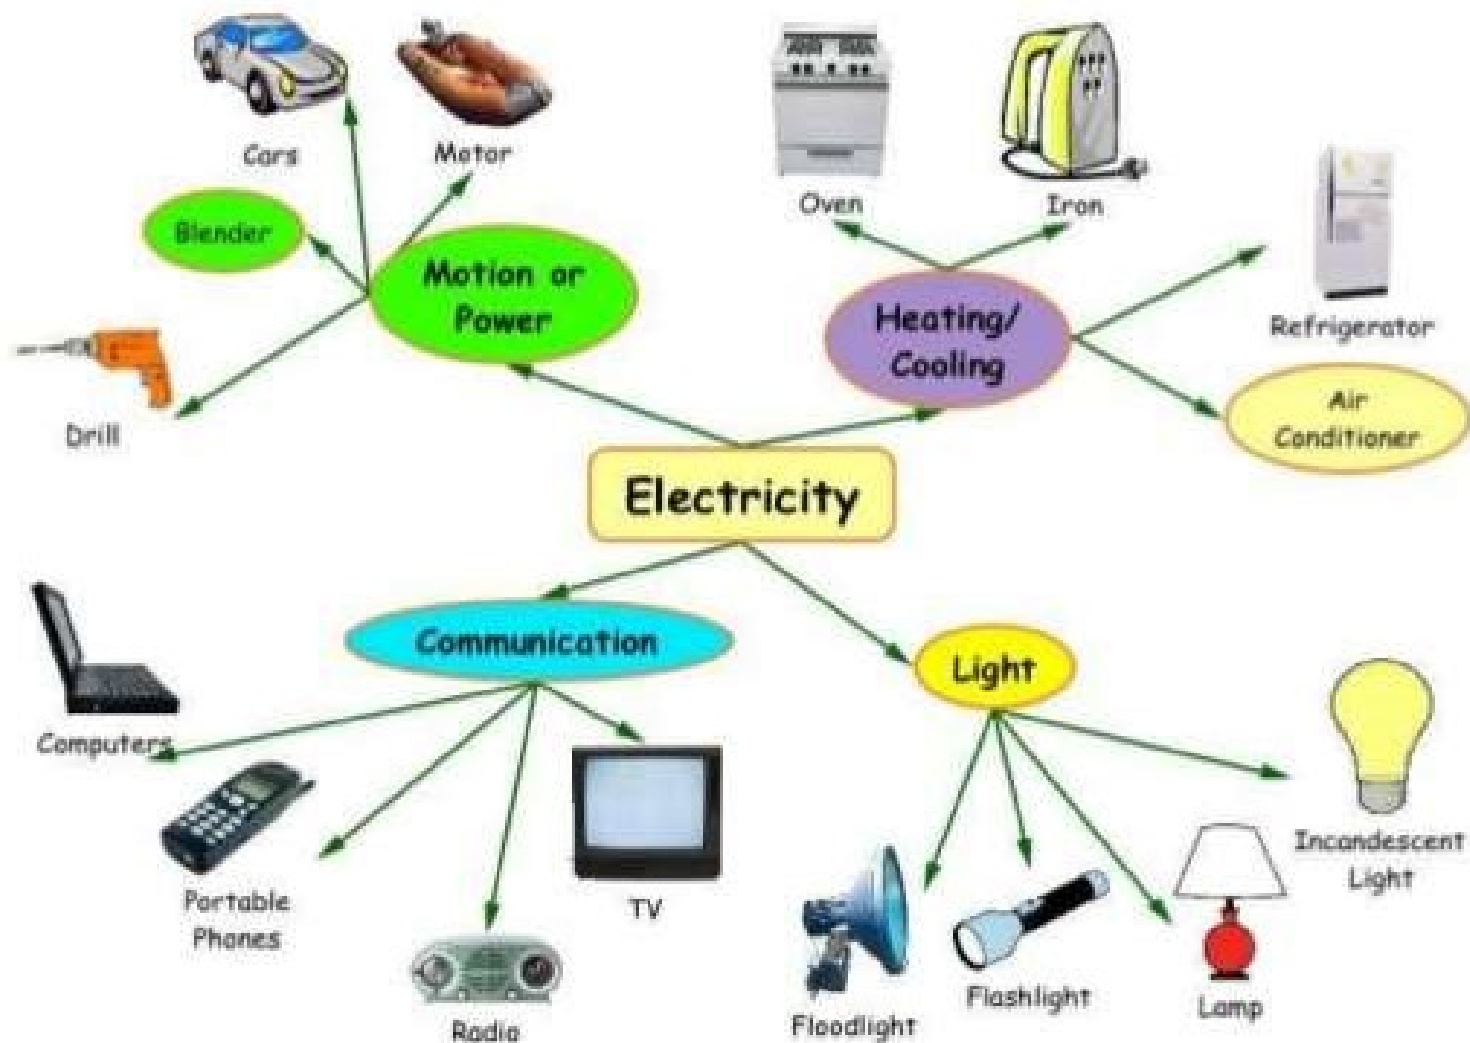 Cars
Motor
Oven
Iron
Blender
Motion or
Power
Heating/
Cooling
Refrigerator
Drill
Air
Conditioner
Electricity
Communication
Light
Computers
Portable
Phones
TV
Radio
Floodlight
Flashlight
Lamp
Incandescent
Light